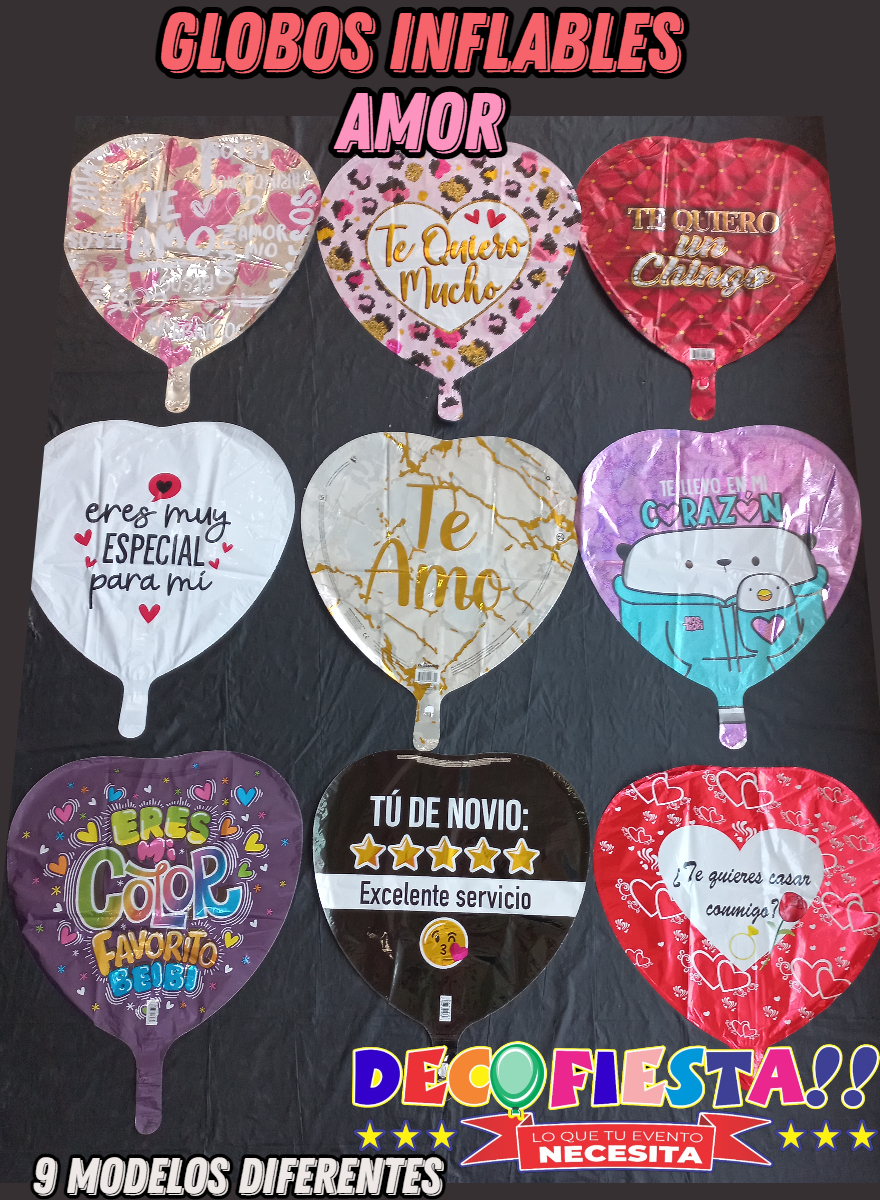 GLOBOS INFLABLES
AMOR
TE
AMO
AMOR
MIO
Te Quiero
Mucho
TE QUIERO
un
Chingo
eres muy
ESPECIAL
para mí
Te
Amo
TE LLEVO EN MI
CORAZÓN
ERES
Mi
COLOR
FAVORITO
BEIBI
TÚ DE NOVIO:
Excelente servicio
¿Te quieres casar
conmigo?
DECOFIESTA!!
LO QUE TU EVENTO
NECESITA
9 MODELOS DIFERENTES